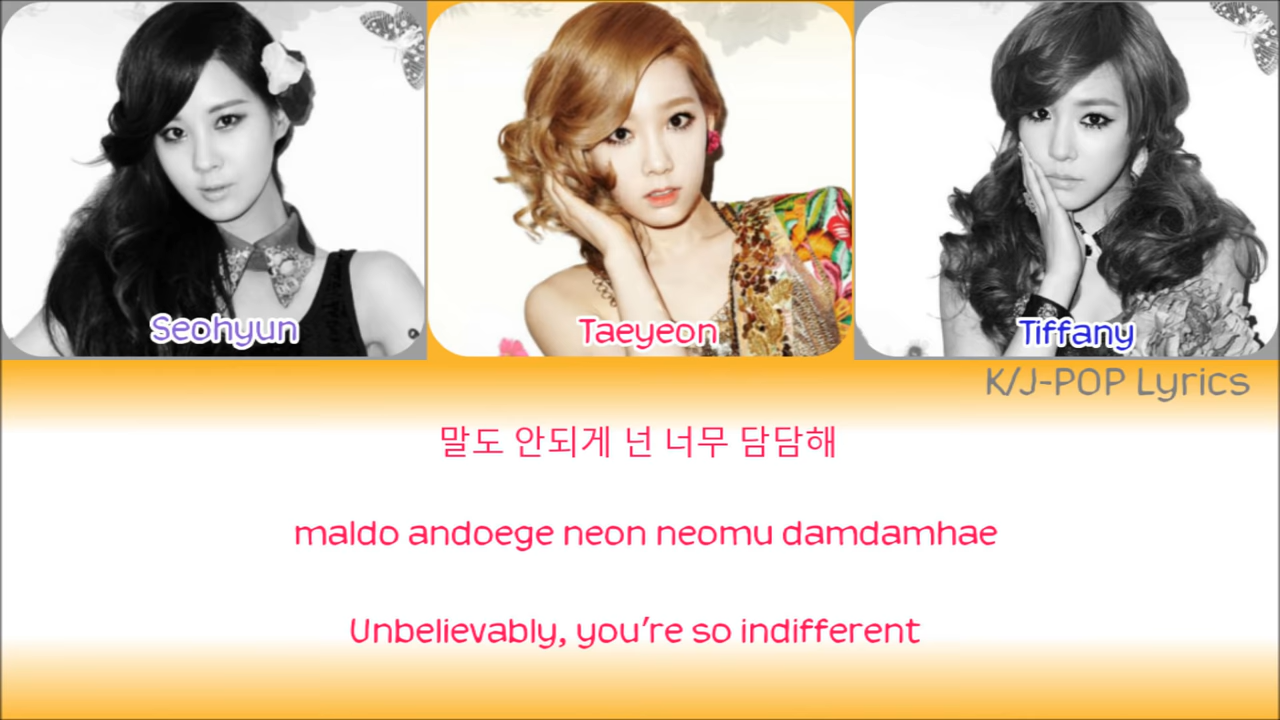 Seohyun
Taeyeon
Tiffany
K/J-POP Lyrics
말도 안되게 넌 너무 담담해
maldo andoege neon neomu damdamhae
Unbelievably, you're so indifferent